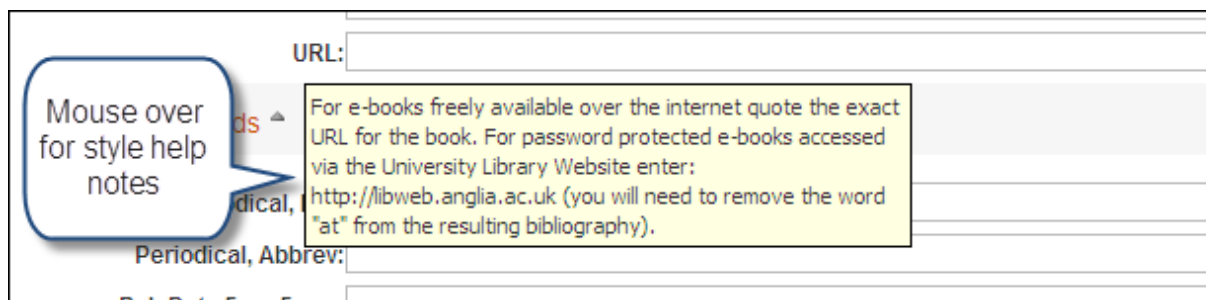 URL:
Mouse over
for style help
notes
ds
For e-books freely available over the internet quote the exact
URL for the book. For password protected e-books accessed
via the University Library Website enter:
http://libweb.anglia.ac.uk (you will need to remove the word
"at" from the resulting bibliography).
dical,
Periodical, Abbrev: